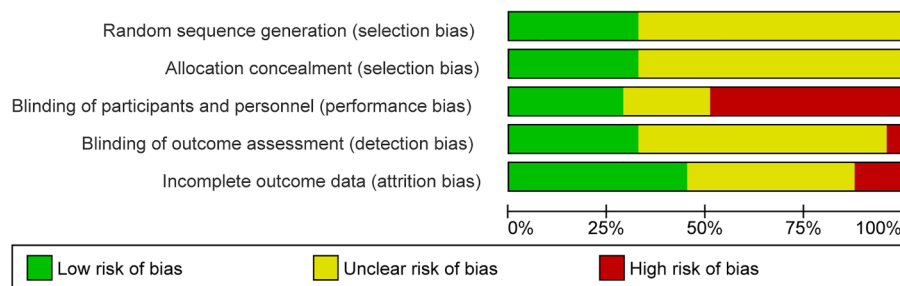 Random sequence generation (selection bias)
Allocation concealment (selection bias)
Blinding of participants and personnel (performance bias)
Blinding of outcome assessment (detection bias)
Incomplete outcome data (attrition bias)
0% 25% 50% 75% 100%
Low risk of bias Unclear risk of bias High risk of bias